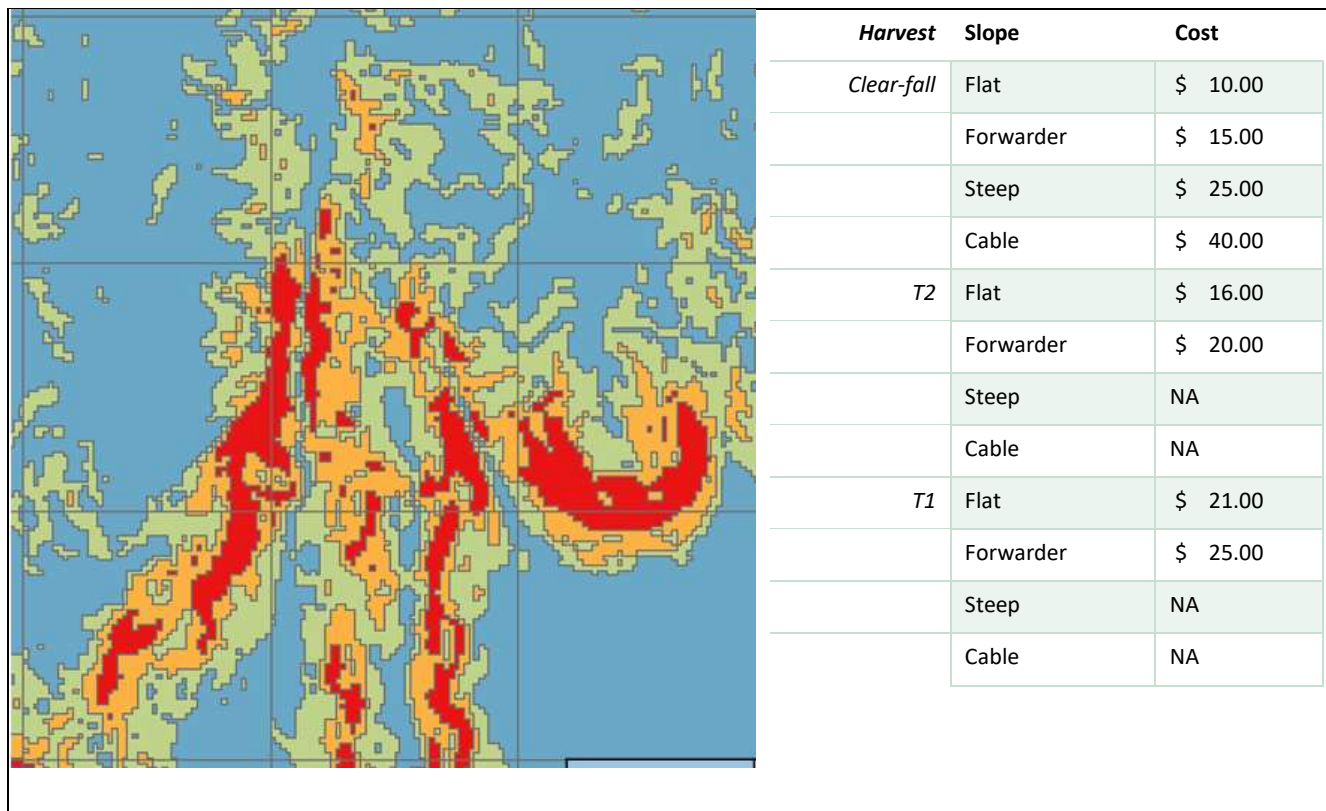 Harvest Slope Cost
Clear-fall Flat $ 10.00
Forwarder $ 15.00
Steep $ 25.00
Cable $ 40.00
T2 Flat $ 16.00
Forwarder $ 20.00
Steep NA
Cable NA
T1 Flat $ 21.00
Forwarder $ 25.00
Steep NA
Cable NA